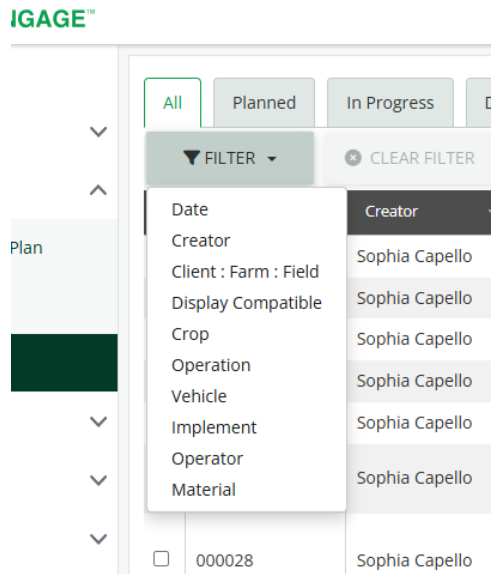 NGAGE™
All Planned In Progress
FILTER CLEAR FILTER
Date
Creator
Client : Farm : Field
Display Compatible
Crop
Operation
Vehicle
Implement
Operator
Material
Creator
Plan
Sophia Capello
Sophia Capello
Sophia Capello
Sophia Capello
Sophia Capello
Sophia Capello
000028 Sophia Capello